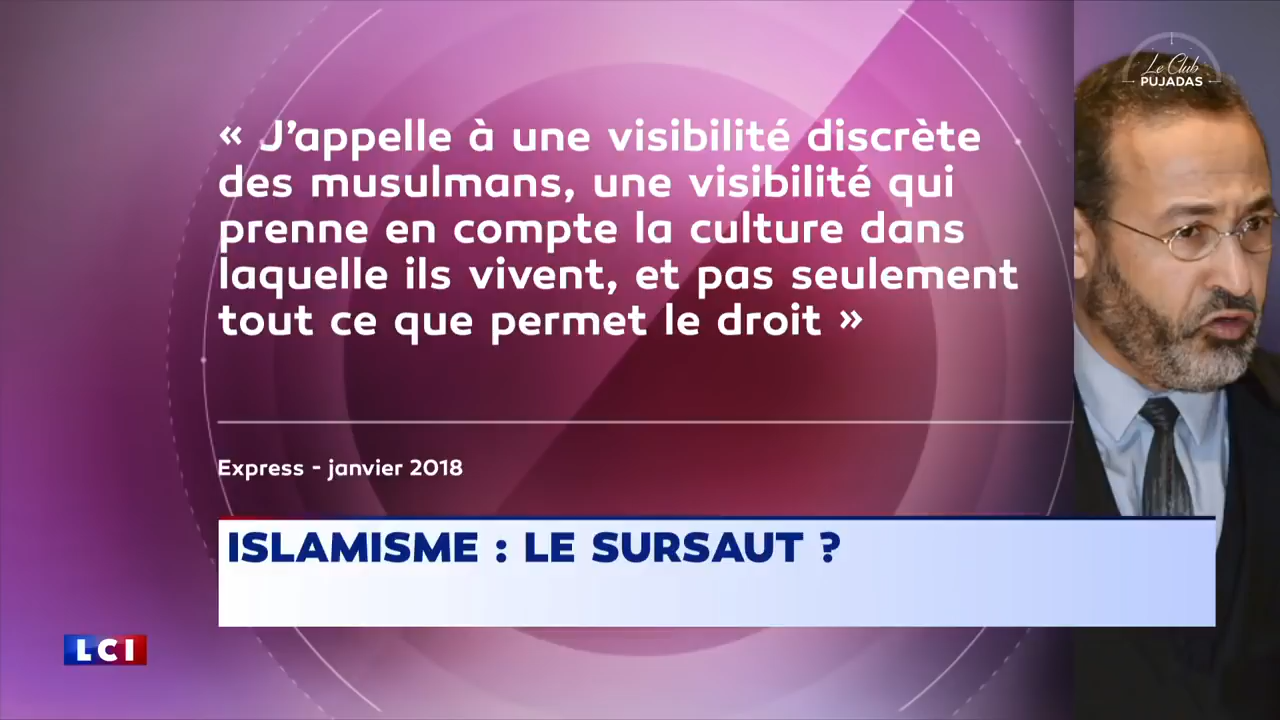 Le Club
PUJADAS
« J'appelle à une visibilité discrète
des musulmans, une visibilité qui
prenne en compte la culture dans
laquelle ils vivent, et pas seulement
tout ce que permet le droit »
Express - janvier 2018
ISLAMISME : LE SURSAUT ?
LCI